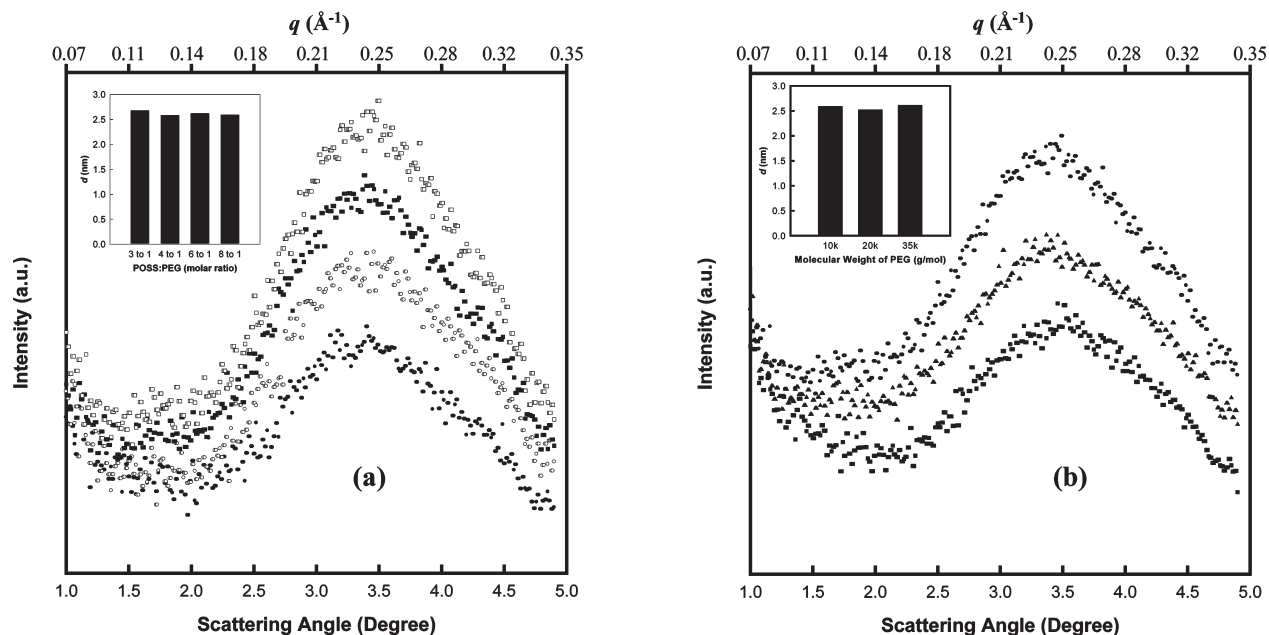 q (Å-1)
0.07 0.11 0.14 0.18 0.21 0.25 0.28 0.32 0.35
3.0
2.5
2.0
1.5
1.0
0.5
0.0
d (nm)
3 to 1 4 to 1 6 to 1 8 to 1
POSS:PEG (molar ratio)
Intensity (a.u.)
(a)
1.0 1.5 2.0 2.5 3.0 3.5 4.0 4.5 5.0
Scattering Angle (Degree)
q (Å-1)
0.07 0.11 0.14 0.18 0.21 0.25 0.28 0.32 0.35
3.0
2.5
2.0
1.5
1.0
0.5
0.0
d (nm)
10k 20k 35k
Molecular Weight of PEG (g/mol)
Intensity (a.u.)
(b)
1.0 1.5 2.0 2.5 3.0 3.5 4.0 4.5 5.0
Scattering Angle (Degree)